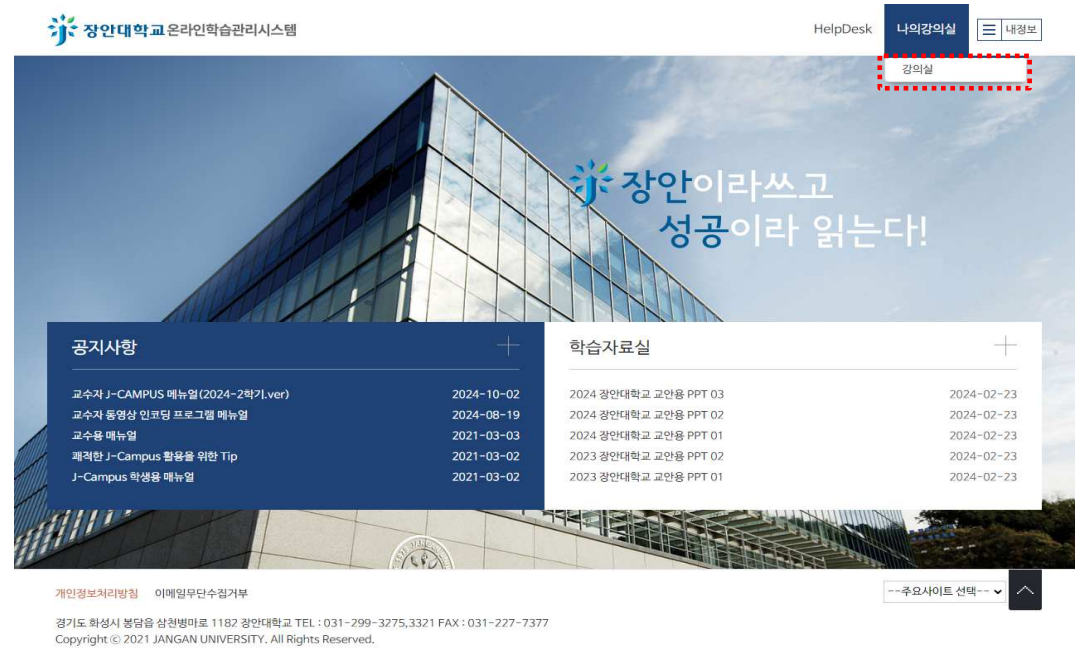 장안대학교 온라인학습관리시스템
HelpDesk
나의강의실
내정보
강의실
장안이라쓰고
성공이라 읽는다!
공지사항
교수자 J-CAMPUS 메뉴얼(2024-2학기.ver) 2024-10-02
교수자 동영상 인코딩 프로그램 메뉴얼 2024-08-19
교수용 매뉴얼 2021-03-03
쾌적한 J-Campus 활용을 위한 Tip 2021-03-02
J-Campus 학생용 매뉴얼 2021-03-02
학습자료실
2024 장안대학교 교안용 PPT 03 2024-02-23
2024 장안대학교 교안용 PPT 02 2024-02-23
2024 장안대학교 교안용 PPT 01 2024-02-23
2023 장안대학교 교안용 PPT 02 2024-02-23
2023 장안대학교 교안용 PPT 01 2024-02-23
개인정보처리방침 이메일무단수집거부
--주요사이트 선택--
경기도 화성시 봉담읍 삼천병마로 1182 장안대학교 TEL : 031-299-3275,3321 FAX : 031-227-7377
Copyright ⓒ 2021 JANGAN UNIVERSITY. All Rights Reserved.